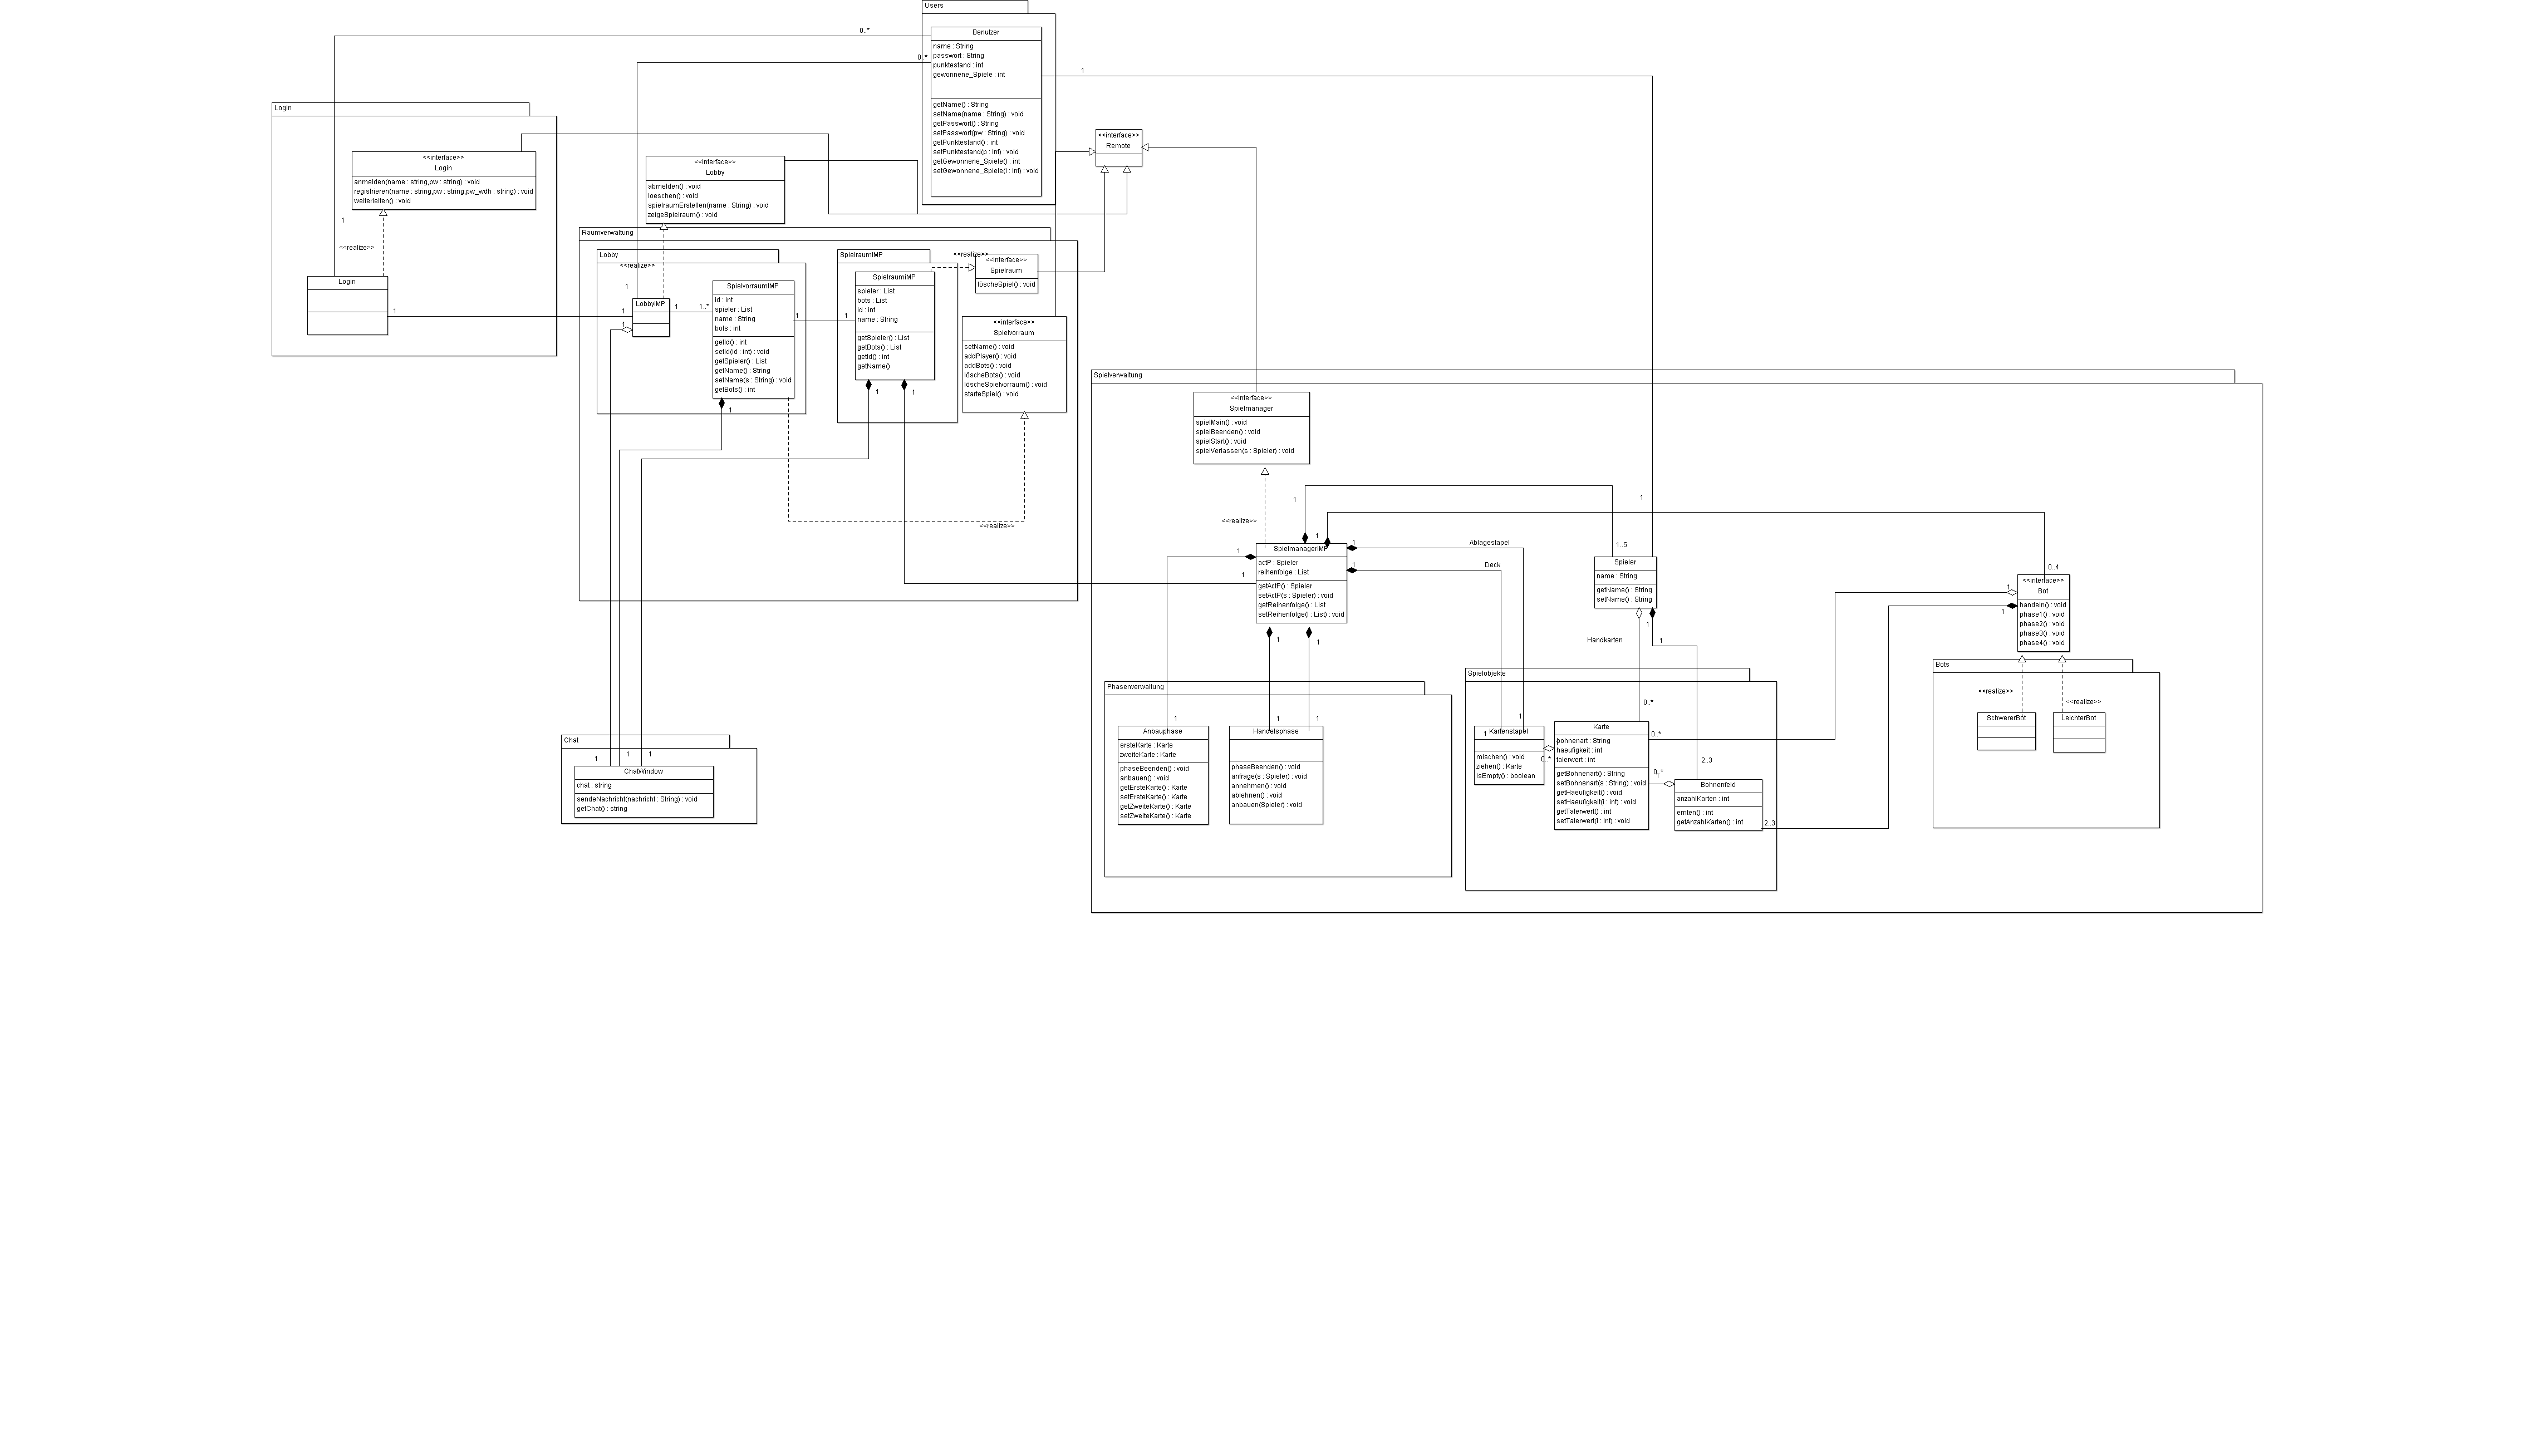 Users
Benutzer
name : String
passwort : String
punktestand : int
gewonnene_Spiele : int
getName() : String
setName(name : String) : void
getPasswort() : String
setPasswort(pw : String) : void
getPunktestand() : int
setPunktestand(p : int) : void
getGewonnene_Spiele() : int
setGewonnene_Spiele(i : int) : void
0..*
0..*
1
Login
<<interface>>
Login
anmelden(name : string,pw : string) : void
registrieren(name : string,pw : string,pw_wdh : string) : void
weiterleiten() : void
1
<<realize>>
Login
1
<<interface>>
Lobby
abmelden() : void
loeschen() : void
spielraumErstellen(name : String) : void
zeigeSpielraum() : void
<<interface>>
Remote
Raumverwaltung
Lobby
<<realize>>
1
LobbyIMP
1
1
1
1..*
SpielvorraumIMP
id : int
spieler : List
name : String
bots : int
getId() : int
setId(id : int) : void
getSpieler() : List
getName() : String
setName(s : String) : void
getBots() : int
1
1
1
SpielraumIMP
SpielraumIMP
spieler : List
bots : List
id : int
name : String
getSpieler() : List
getBots() : List
getId() : int
getName()
1
1
<<realize>>
<<interface>>
Spielraum
löscheSpiel() : void
<<interface>>
Spielvorraum
setName() : void
addPlayer() : void
addBots() : void
löscheBots() : void
löscheSpielvorraum() : void
starteSpiel() : void
<<realize>>
Spielverwaltung
<<interface>>
Spielmanager
spielMain() : void
spielBeenden() : void
spielStart() : void
spielVerlassen(s : Spieler) : void
<<realize>>
1
1
1
1
1
1
SpielmanagerIMP
actP : Spieler
reihenfolge : List
getActP() : Spieler
setActP(s : Spieler) : void
getReihenfolge() : List
setReihenfolge(l : List) : void
1
1
Ablagestapel
Deck
1
1..5
Spieler
name : String
getName() : String
setName() : String
Handkarten
1
1
0..4
<<interface>>
Bot
handeln() : void
phase1() : void
phase2() : void
phase3() : void
phase4() : void
1
1
Bots
<<realize>>
<<realize>>
SchwererBot
LeichterBot
Phasenverwaltung
1
Anbauphase
ersteKarte : Karte
zweiteKarte : Karte
phaseBeenden() : void
anbauen() : void
getErsteKarte() : Karte
setErsteKarte() : Karte
getZweiteKarte() : Karte
setZweiteKarte() : Karte
1
1
Handelsphase
phaseBeenden() : void
anfrage(s : Spieler) : void
annehmen() : void
ablehnen() : void
anbauen(Spieler) : void
Spielobjekte
1
1
Kartenstapel
mischen() : void
ziehen() : Karte
isEmpty() : boolean
0..*
0..*
Karte
bohnenart : String
haeufigkeit : int
talerwert : int
getBohnenart() : String
setBohnenart(s : String) : void
getHaeufigkeit() : void
setHaeufigkeit(i : int) : void
getTalerwert() : int
setTalerwert(i : int) : void
0..*
0..*
1
2..3
Bohnenfeld
anzahlKarten : int
ernten() : int
getAnzahlKarten() : int
2..3
Chat
1
1
1
ChatWindow
chat : string
sendeNachricht(nachricht : String) : void
getChat() : string